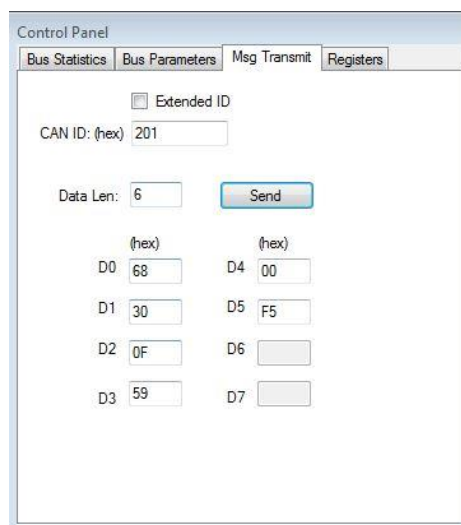 Control Panel
Bus Statistics Bus Parameters Msg Transmit Registers
Extended ID
CAN ID: (hex) 201
Data Len: 6 Send
(hex) (hex)
D0 68 D4 00
D1 30 D5 F5
D2 0F D6
D3 59 D7